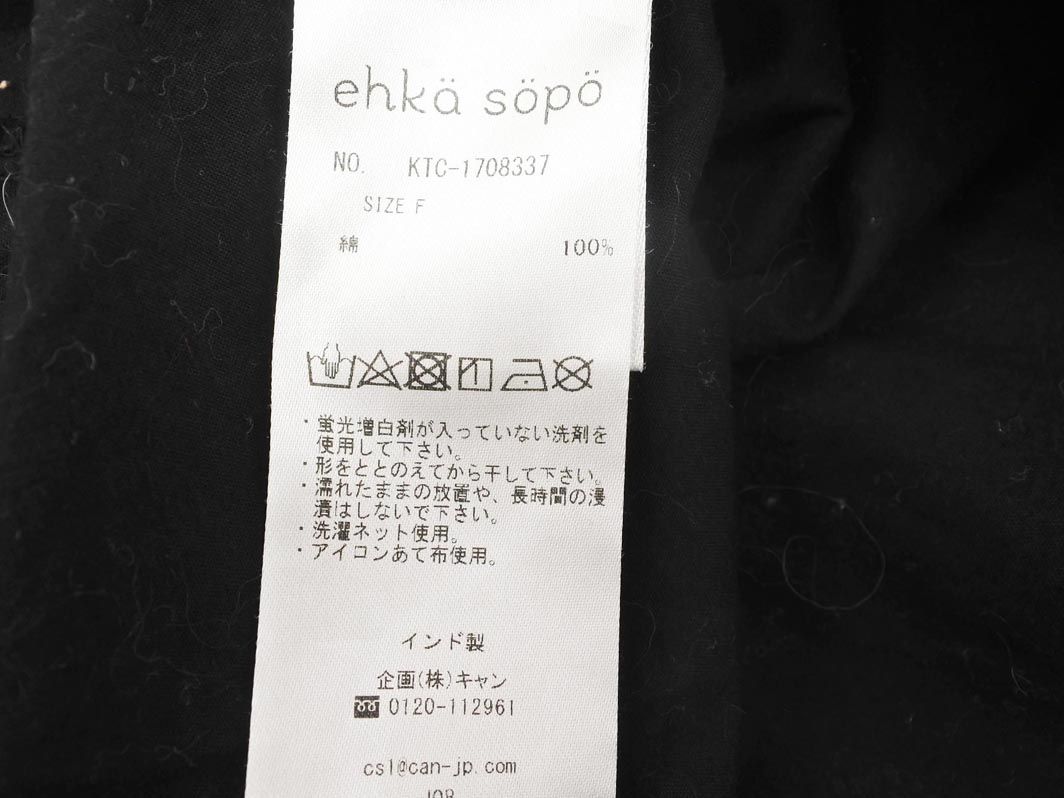 ehkä söpö
NO. KTC-1708337
SIZE F
綿 100%
・蛍光増白剤が入っていない洗剤を
使用して下さい。
・形をととのえてから干して下さい。
・濡れたままの放置や、長時間の浸
漬はしないで下さい。
・洗濯ネット使用。
・アイロンあて布使用。
インド製
企画(株)キャン
0120-112961
cs1@can-jp.com